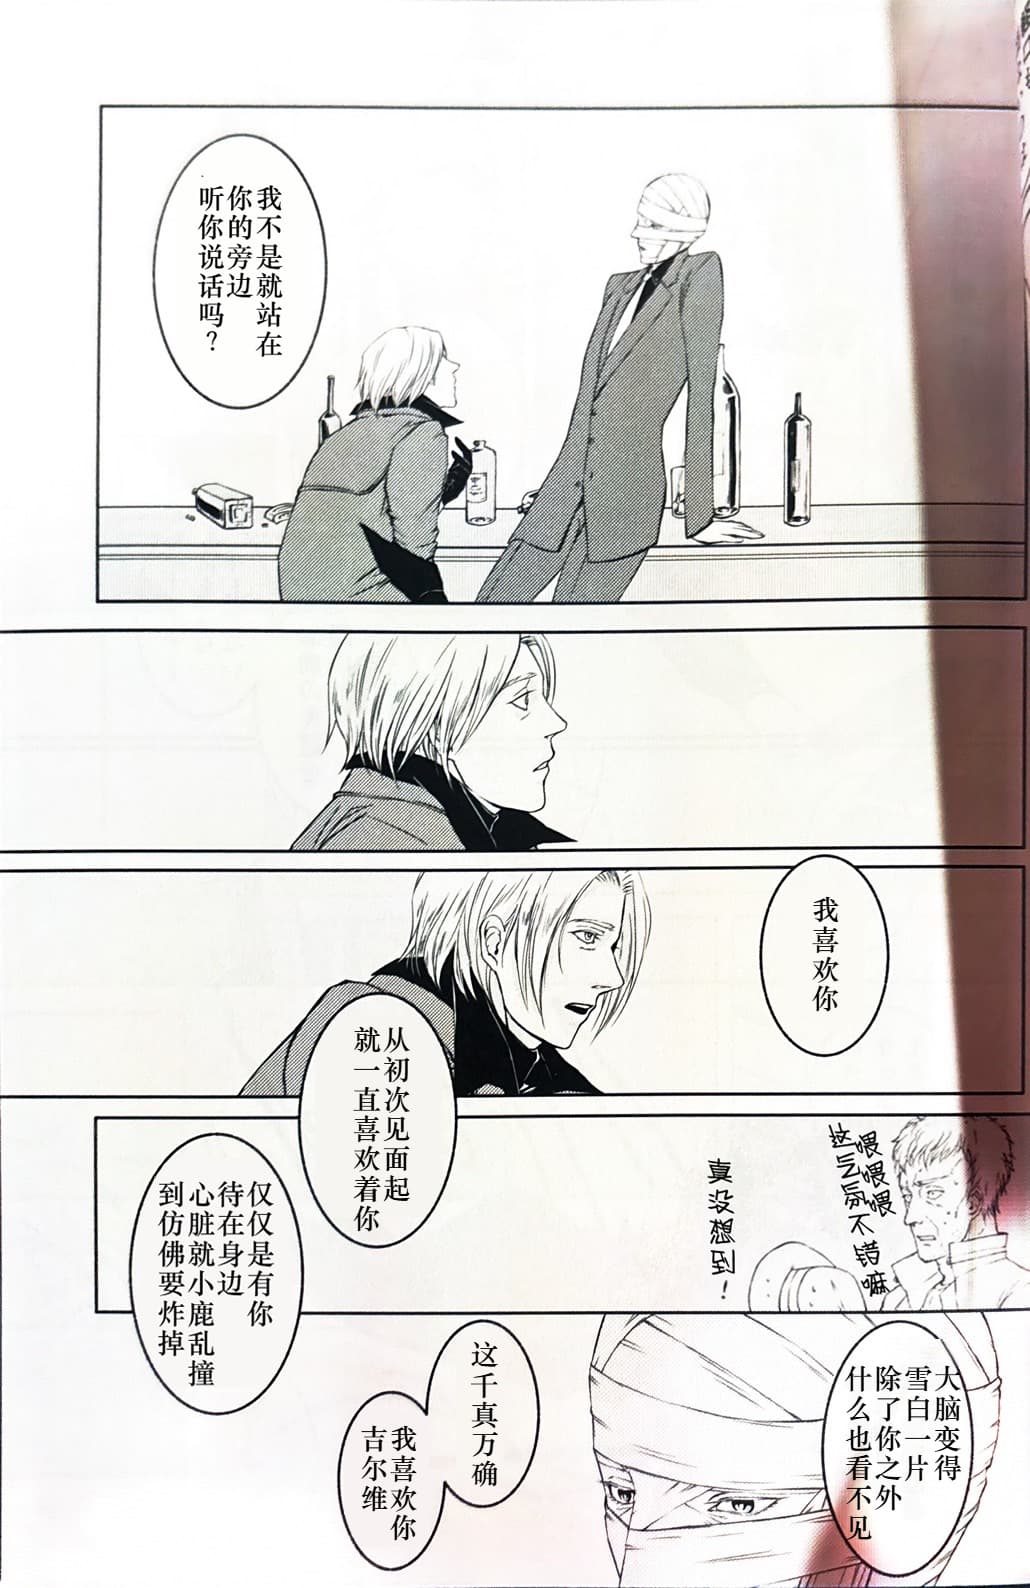 我不是就站在
你的旁边
听你说话吗？
我喜欢你
从初次见面起
就一直喜欢着你
喂喂喂
这气氛不错嘛
真没想到！
仅仅是有你
待在身边
心脏就小鹿乱撞
到仿佛要炸掉
大脑变得
雪白一片
除了你之外
什么也看不见
这千真万确
我喜欢你
吉尔维